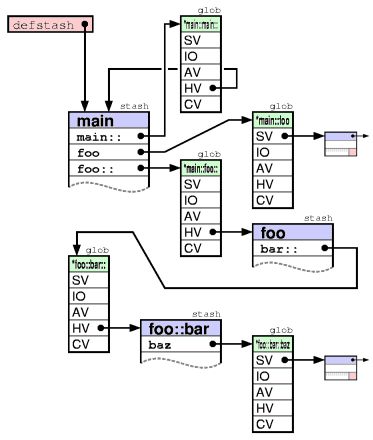 glob
defstash
*main::main::
SV
IO
AV
HV
CV
stash
main
main::
foo
foo::
glob
*main::foo
SV
IO
AV
HV
CV
glob
*main::foo::
SV
IO
AV
HV
CV
stash
foo
bar::
glob
*foo::bar::
SV
IO
AV
HV
CV
stash
foo::bar
baz
glob
*foo::bar::baz
SV
IO
AV
HV
CV